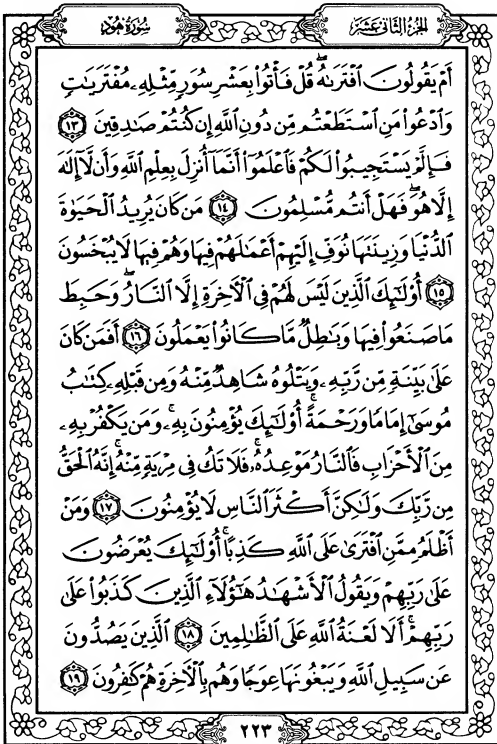 الجزء الثاني عشر
سورة هود
أَمْ يَقُولُونَ ٱفْتَرَىٰهُ ۖ قُلْ فَأْتُوا۟ بِعَشْرِ سُوَرٍ مِّثْلِهِۦ مُفْتَرَيَٰتٍ
وَٱدْعُوا۟ مَنِ ٱسْتَطَعْتُم مِّن دُونِ ٱللَّهِ إِن كُنتُمْ صَٰدِقِينَ ١٣
فَإِلَّمْ يَسْتَجِيبُوا۟ لَكُمْ فَٱعْلَمُوٓا۟ أَنَّمَآ أُنزِلَ بِعِلْمِ ٱللَّهِ وَأَن لَّآ إِلَٰهَ
إِلَّا هُوَ ۖ فَهَلْ أَنتُم مُّسْلِمُونَ ١٤ مَن كَانَ يُرِيدُ ٱلْحَيَوٰةَ
ٱلدُّنْيَا وَزِينَتَهَا نُوَفِّ إِلَيْهِمْ أَعْمَٰلَهُمْ فِيهَا وَهُمْ فِيهَا لَا يُبْخَسُونَ
١٥ أُو۟لَٰٓئِكَ ٱلَّذِينَ لَيْسَ لَهُمْ فِى ٱلْءَاخِرَةِ إِلَّا ٱلنَّارُ ۖ وَحَبِطَ
مَا صَنَعُوا۟ فِيهَا وَبَٰطِلٌ مَّا كَانُوا۟ يَعْمَلُونَ ١٦ أَفَمَن كَانَ
عَلَىٰ بَيِّنَةٍ مِّن رَّبِّهِۦ وَيَتْلُوهُ شَاهِدٌ مِّنْهُ وَمِن قَبْلِهِۦ كِتَٰبُ
مُوسَىٰٓ إِمَامًا وَرَحْمَةً ۚ أُو۟لَٰٓئِكَ يُؤْمِنُونَ بِهِۦ ۚ وَمَن يَكْفُرْ بِهِۦ
مِنَ ٱلْأَحْزَابِ فَٱلنَّارُ مَوْعِدُهُۥ ۚ فَلَا تَكُ فِى مِرْيَةٍ مِّنْهُ ۚ إِنَّهُ ٱلْحَقُّ
مِن رَّبِّكَ وَلَٰكِنَّ أَكْثَرَ ٱلنَّاسِ لَا يُؤْمِنُونَ ١٧ وَمَنْ
أَظْلَمُ مِمَّنِ ٱفْتَرَىٰ عَلَى ٱللَّهِ كَذِبًا ۚ أُو۟لَٰٓئِكَ يُعْرَضُونَ
عَلَىٰ رَبِّهِمْ وَيَقُولُ ٱلْأَشْهَٰدُ هَٰٓؤُلَآءِ ٱلَّذِينَ كَذَبُوا۟ عَلَىٰ
رَبِّهِمْ ۚ أَلَا لَعْنَةُ ٱللَّهِ عَلَى ٱلظَّٰلِمِينَ ١٨ ٱلَّذِينَ يَصُدُّونَ
عَن سَبِيلِ ٱللَّهِ وَيَبْغُونَهَا عِوَجًا وَهُم بِٱلْءَاخِرَةِ هُمْ كَٰفِرُونَ ١٩
٢٢٣